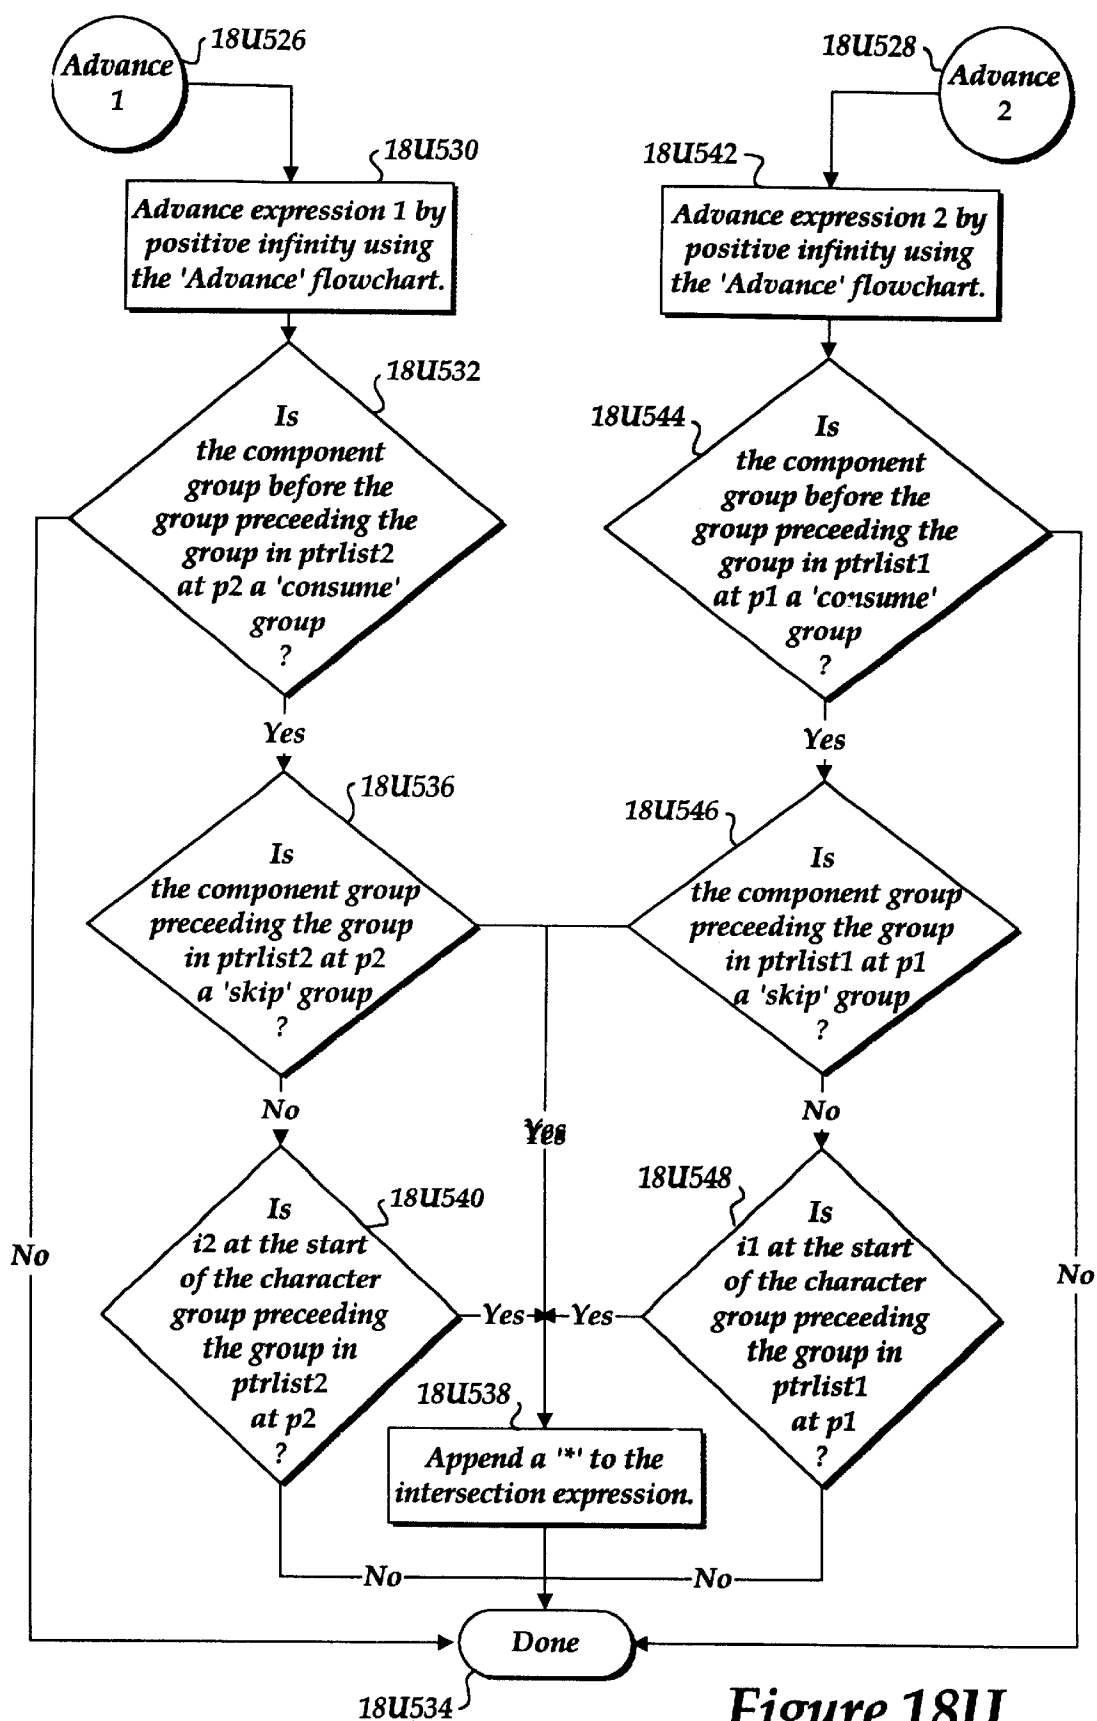 18U526
Advance
1
18U528
Advance
2
18U530
Advance expression 1 by
positive infinity using
the 'Advance' flowchart.
18U542
Advance expression 2 by
positive infinity using
the 'Advance' flowchart.
18U532
Is
the component
group before the
group preceeding the
group in ptrlist2
at p2 a 'consume'
group
?
18U544
Is
the component
group before the
group preceeding the
group in ptrlist1
at p1 a 'consume'
group
?
Yes
Yes
18U536
Is
the component group
preceeding the group
in ptrlist2 at p2
a 'skip' group
?
18U546
Is
the component group
preceeding the group
in ptrlist1 at p1
a 'skip' group
?
No
Yes
Yes
No
18U540
Is
i2 at the start
of the character
group preceeding
the group in
ptrlist2
at p2
?
18U548
Is
i1 at the start
of the character
group preceeding
the group in
ptrlist1
at p1
?
No
Yes
Yes
No
18U538
Append a '*' to the
intersection expression.
No
No
Done
18U534
Figure 18U